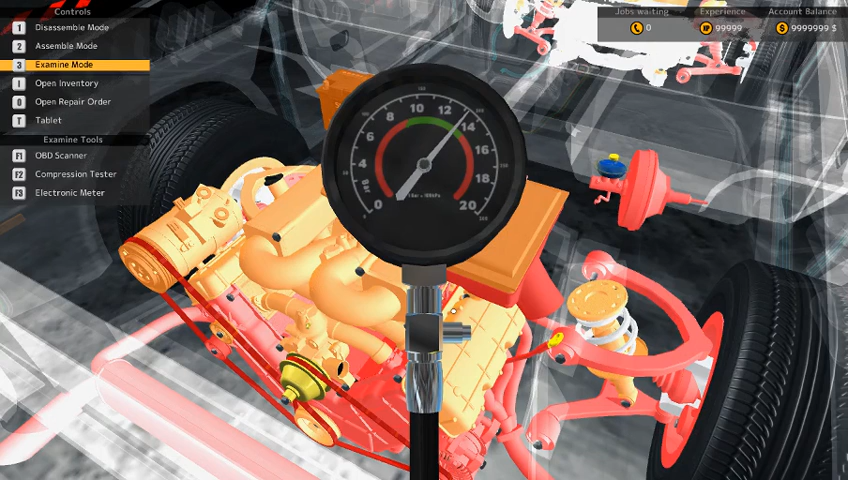 Controls
1 Disassemble Mode
2 Assemble Mode
3 Examine Mode
I Open Inventory
O Open Repair Order
T Tablet
Examine Tools
F1 OBD Scanner
F2 Compression Tester
F3 Electronic Meter
Jobs waiting Experience Account Balance
0 99999 9999999 $
0 4 6 8 10 12 14 16 18 20